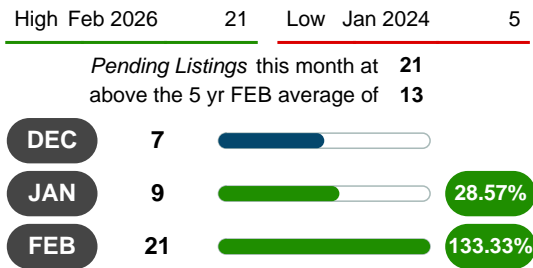 High Feb 2026 21 Low Jan 2024 5
Pending Listings this month at 21
above the 5 yr FEB average of 13
DEC 7
JAN 9 28.57%
FEB 21 133.33%